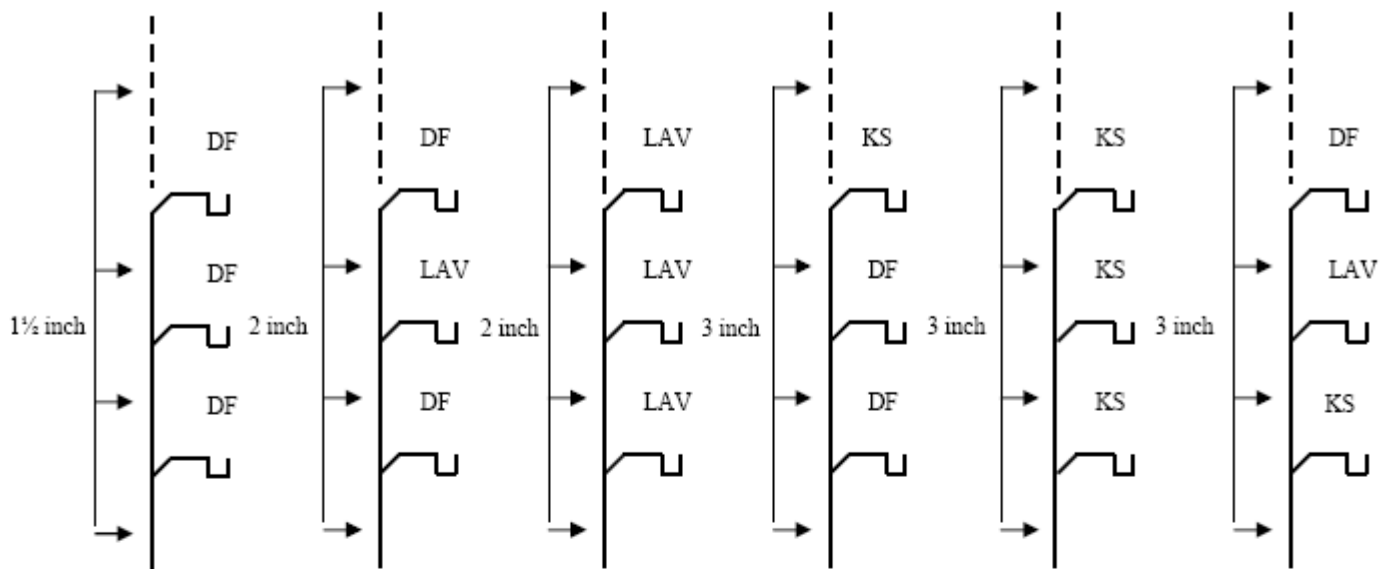 DF DF LAV KS KS DF
DF LAV LAV DF KS LAV
1½ inch 2 inch 2 inch 3 inch 3 inch 3 inch
DF DF LAV DF KS KS